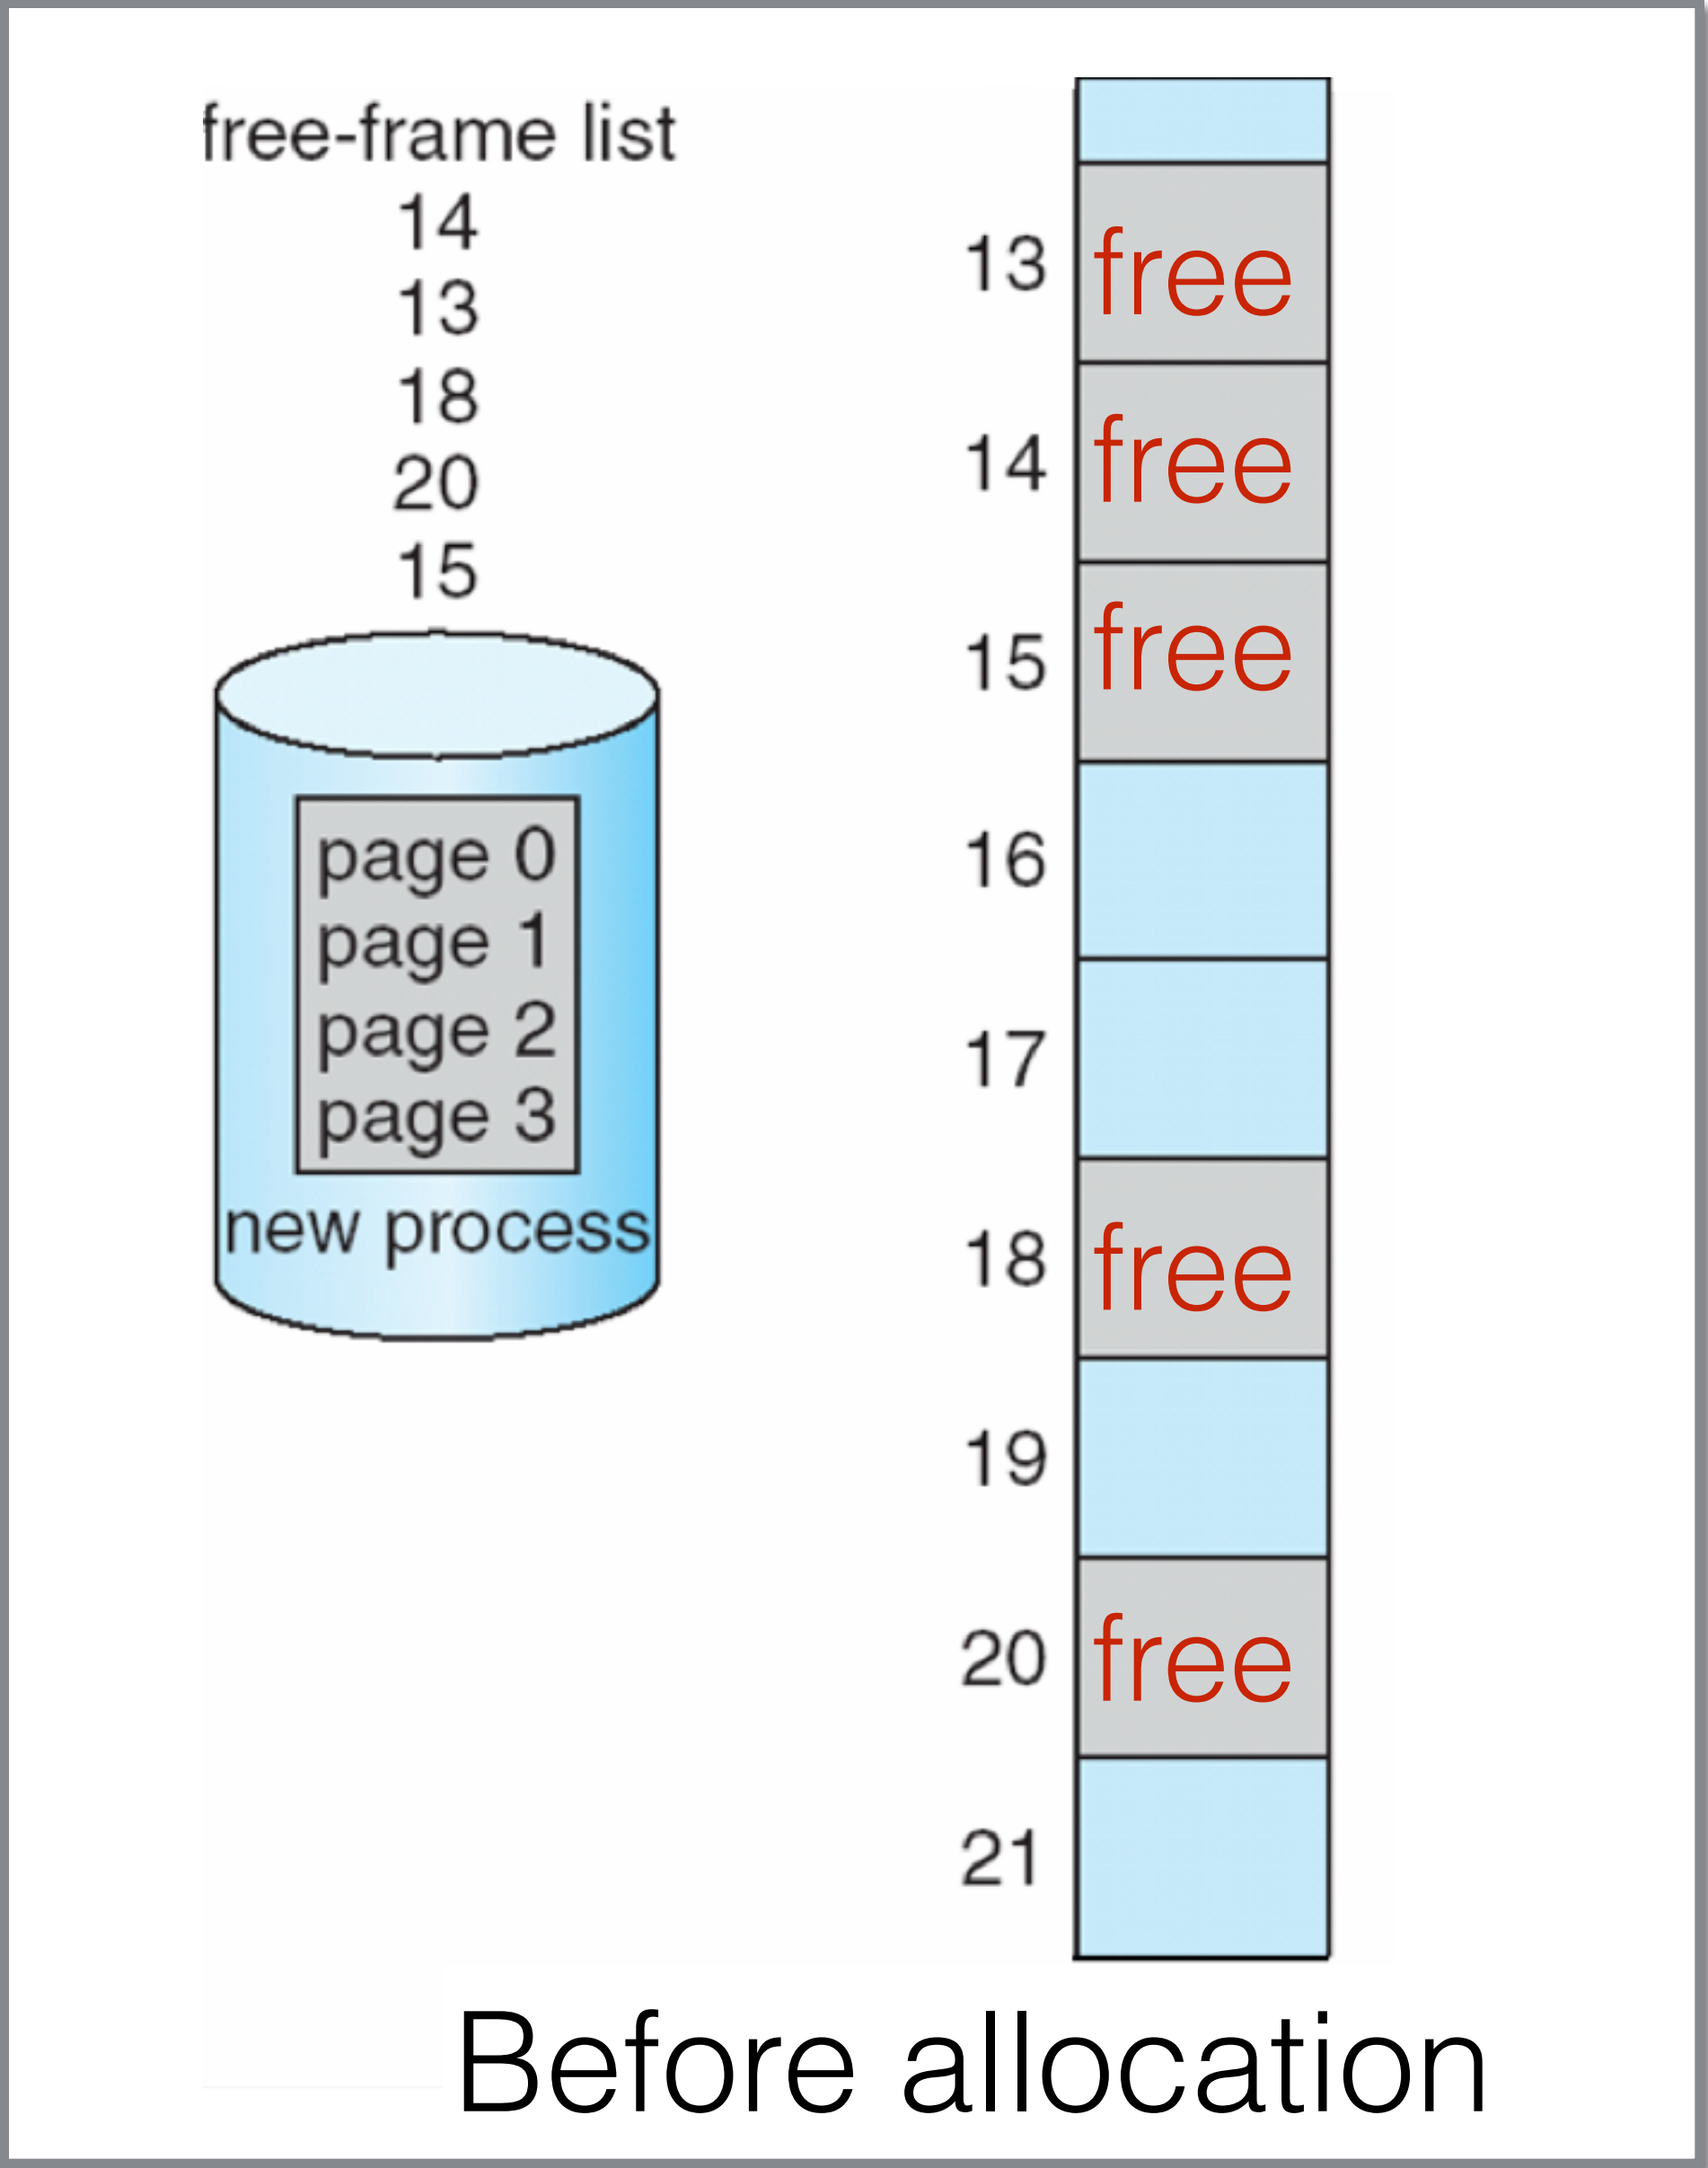 free-frame list
14
13
18
20
15
page 0
page 1
page 2
page 3
new process
13 free
14 free
15 free
16
17
18 free
19
20 free
21
Before allocation